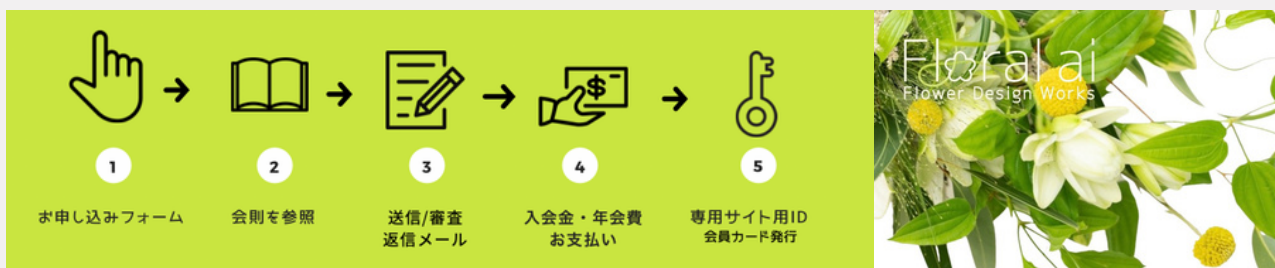 1
お申し込みフォーム
2
会則を参照
3
送信/審査
返信メール
4
$
入会金・年会費
お支払い
5
専用サイト用ID
会員カード発行
Floral ai
Flower Design Works